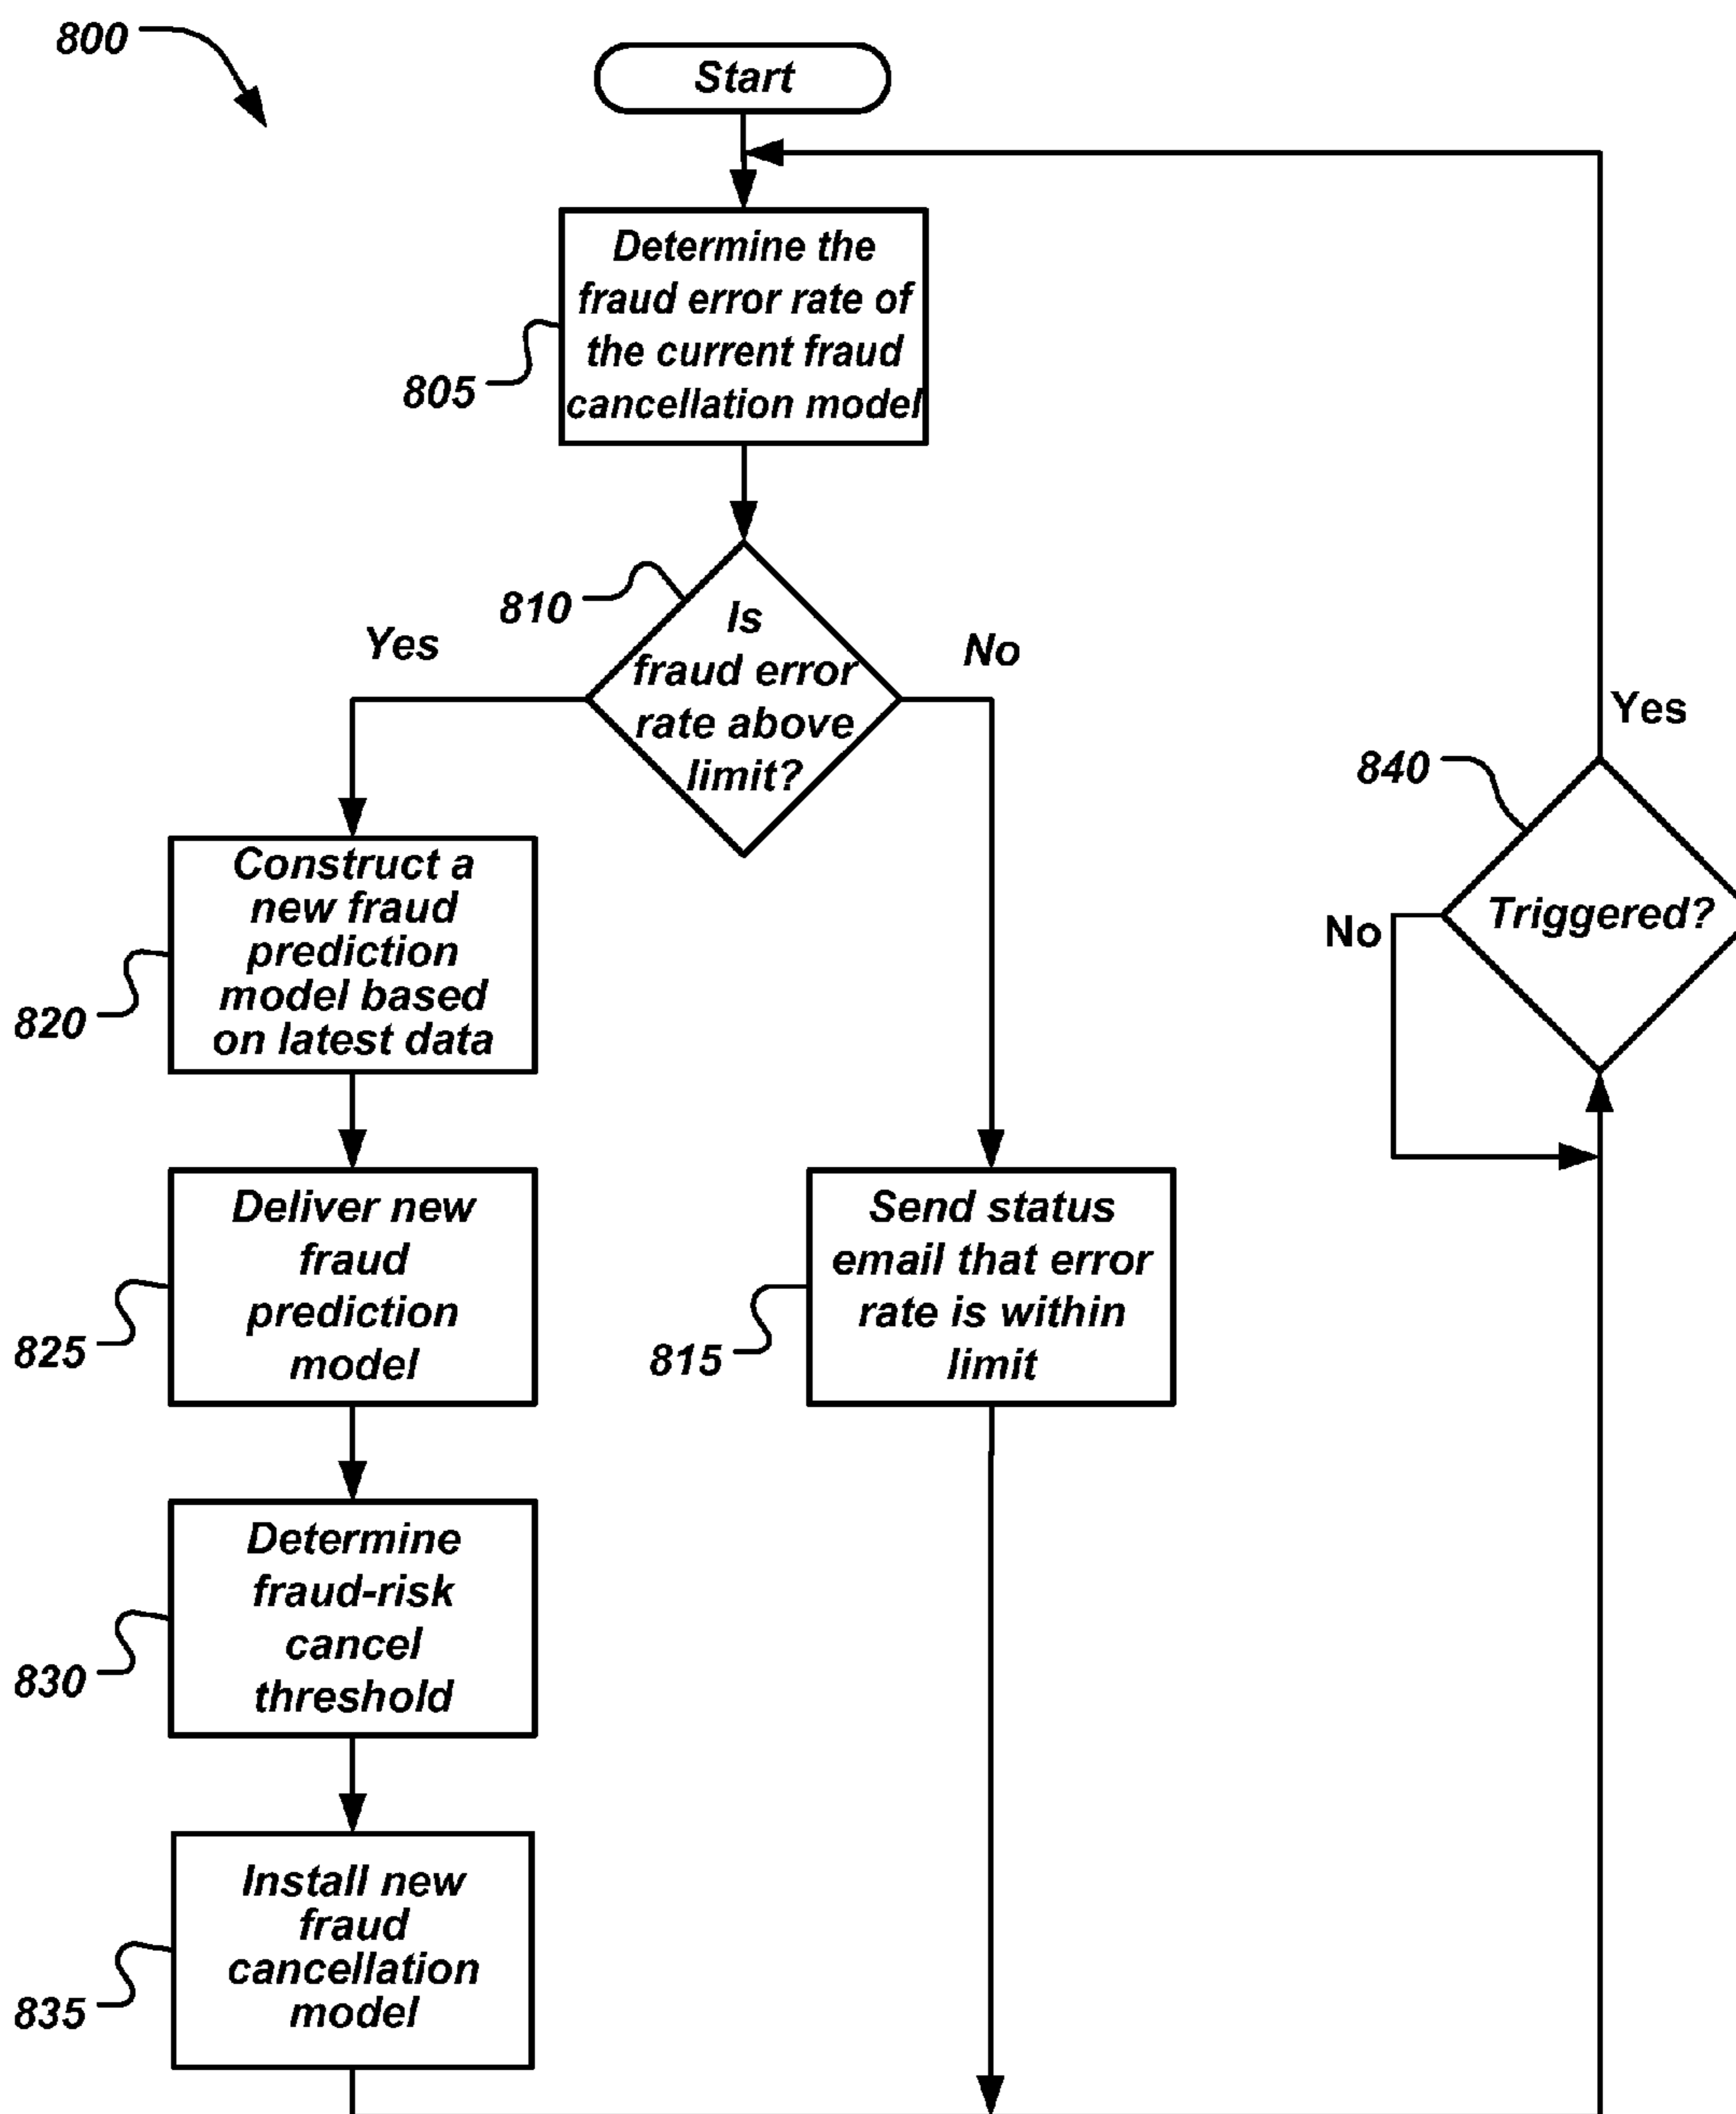 800
Start
Determine the
fraud error rate of
the current fraud
cancellation model
805
810
Is
fraud error
rate above
limit?
Yes
No
Yes
840
Triggered?
No
Construct a
new fraud
prediction
model based
on latest data
820
Deliver new
fraud
prediction
model
825
Send status
email that error
rate is within
limit
815
Determine
fraud-risk
cancel
threshold
830
Install new
fraud
cancellation
model
835